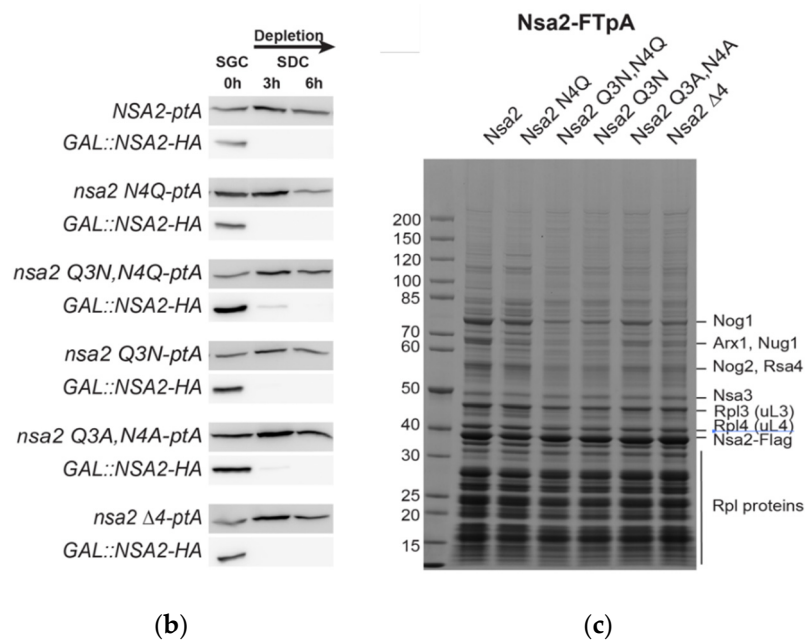 Depletion
SGC SDC
0h 3h 6h
NSA2-ptA
GAL::NSA2-HA
nsa2 N4Q-ptA
GAL::NSA2-HA
nsa2 Q3N,N4Q-ptA
GAL::NSA2-HA
nsa2 Q3N-ptA
GAL::NSA2-HA
nsa2 Q3A,N4A-ptA
GAL::NSA2-HA
nsa2 Δ4-ptA
GAL::NSA2-HA
(b)
Nsa2-FTpA
Nsa2
Nsa2 N4Q
Nsa2 Q3N,N4Q
Nsa2 Q3N
Nsa2 Q3A,N4A
Nsa2 Δ4
200
150
120
100
85
70
60
50
40
30
25
20
15
Nog1
Arx1, Nug1
Nog2, Rsa4
Nsa3
Rpl3 (uL3)
Rpl4 (uL4)
Nsa2-Flag
Rpl proteins
(c)